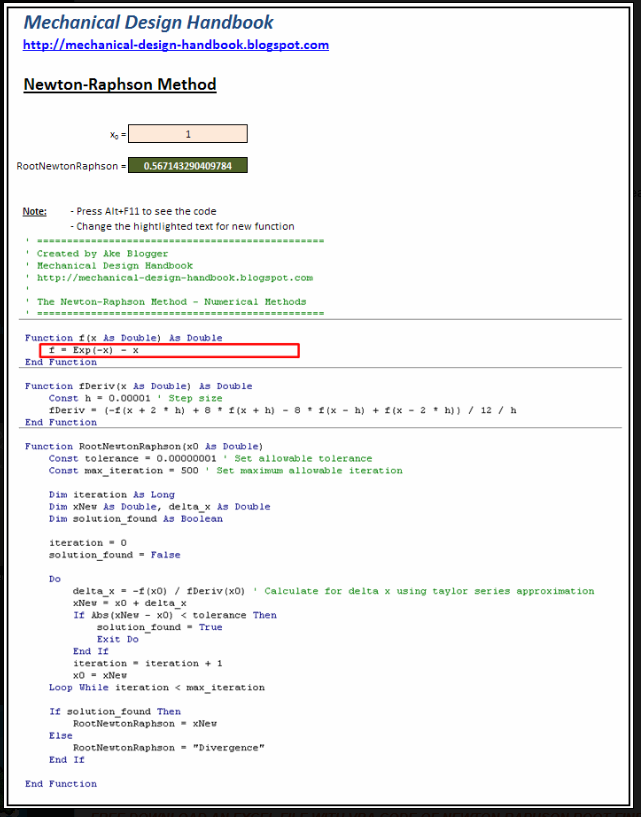 Mechanical Design Handbook
http://mechanical-design-handbook.blogspot.com
Newton-Raphson Method
x0 = 1
RootNewtonRaphson = 0.567143290409784
Note: - Press Alt+F11 to see the code
- Change the hightlighted text for new function
' ================================================
' Created by Ake Blogger
' Mechanical Design Handbook
' http://mechanical-design-handbook.blogspot.com
'
' The Newton-Raphson Method - Numerical Methods
' ================================================
Function f(x As Double) As Double
f = Exp(-x) - x
End Function
Function fDeriv(x As Double) As Double
Const h = 0.00001 ' Step size
fDeriv = (-f(x + 2 * h) + 8 * f(x + h) - 8 * f(x - h) + f(x - 2 * h)) / 12 / h
End Function
Function RootNewtonRaphson(x0 As Double)
Const tolerance = 0.00000001 ' Set allowable tolerance
Const max_iteration = 500 ' Set maximum allowable iteration
Dim iteration As Long
Dim xNew As Double, delta_x As Double
Dim solution_found As Boolean
iteration = 0
solution_found = False
Do
delta_x = -f(x0) / fDeriv(x0) ' Calculate for delta x using taylor series approximation
xNew = x0 + delta_x
If Abs(xNew - x0) < tolerance Then
solution_found = True
Exit Do
End If
iteration = iteration + 1
x0 = xNew
Loop While iteration < max_iteration
If solution_found Then
RootNewtonRaphson = xNew
Else
RootNewtonRaphson = "Divergence"
End If
End Function